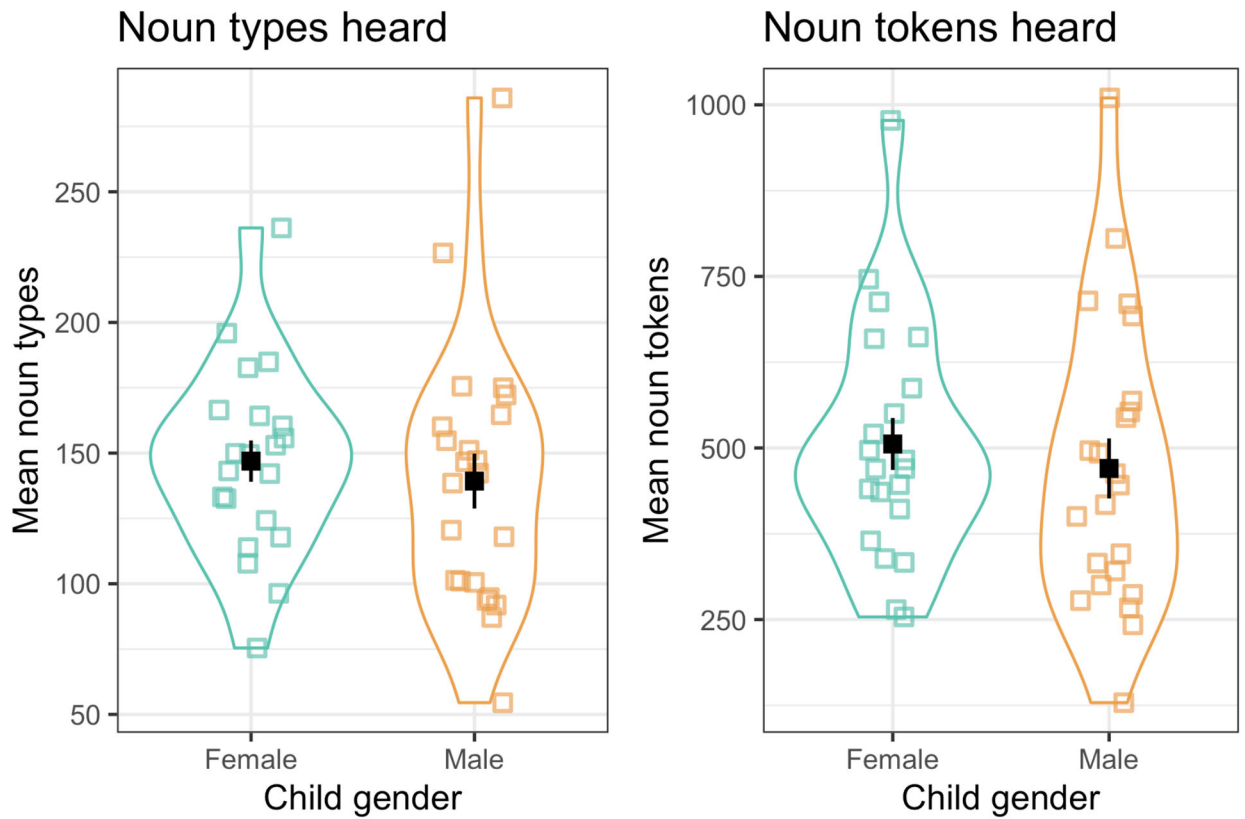 Noun types heard
Mean noun types
250
200
150
100
50
Female
Male
Child gender
Noun tokens heard
Mean noun tokens
1000
750
500
250
Female
Male
Child gender